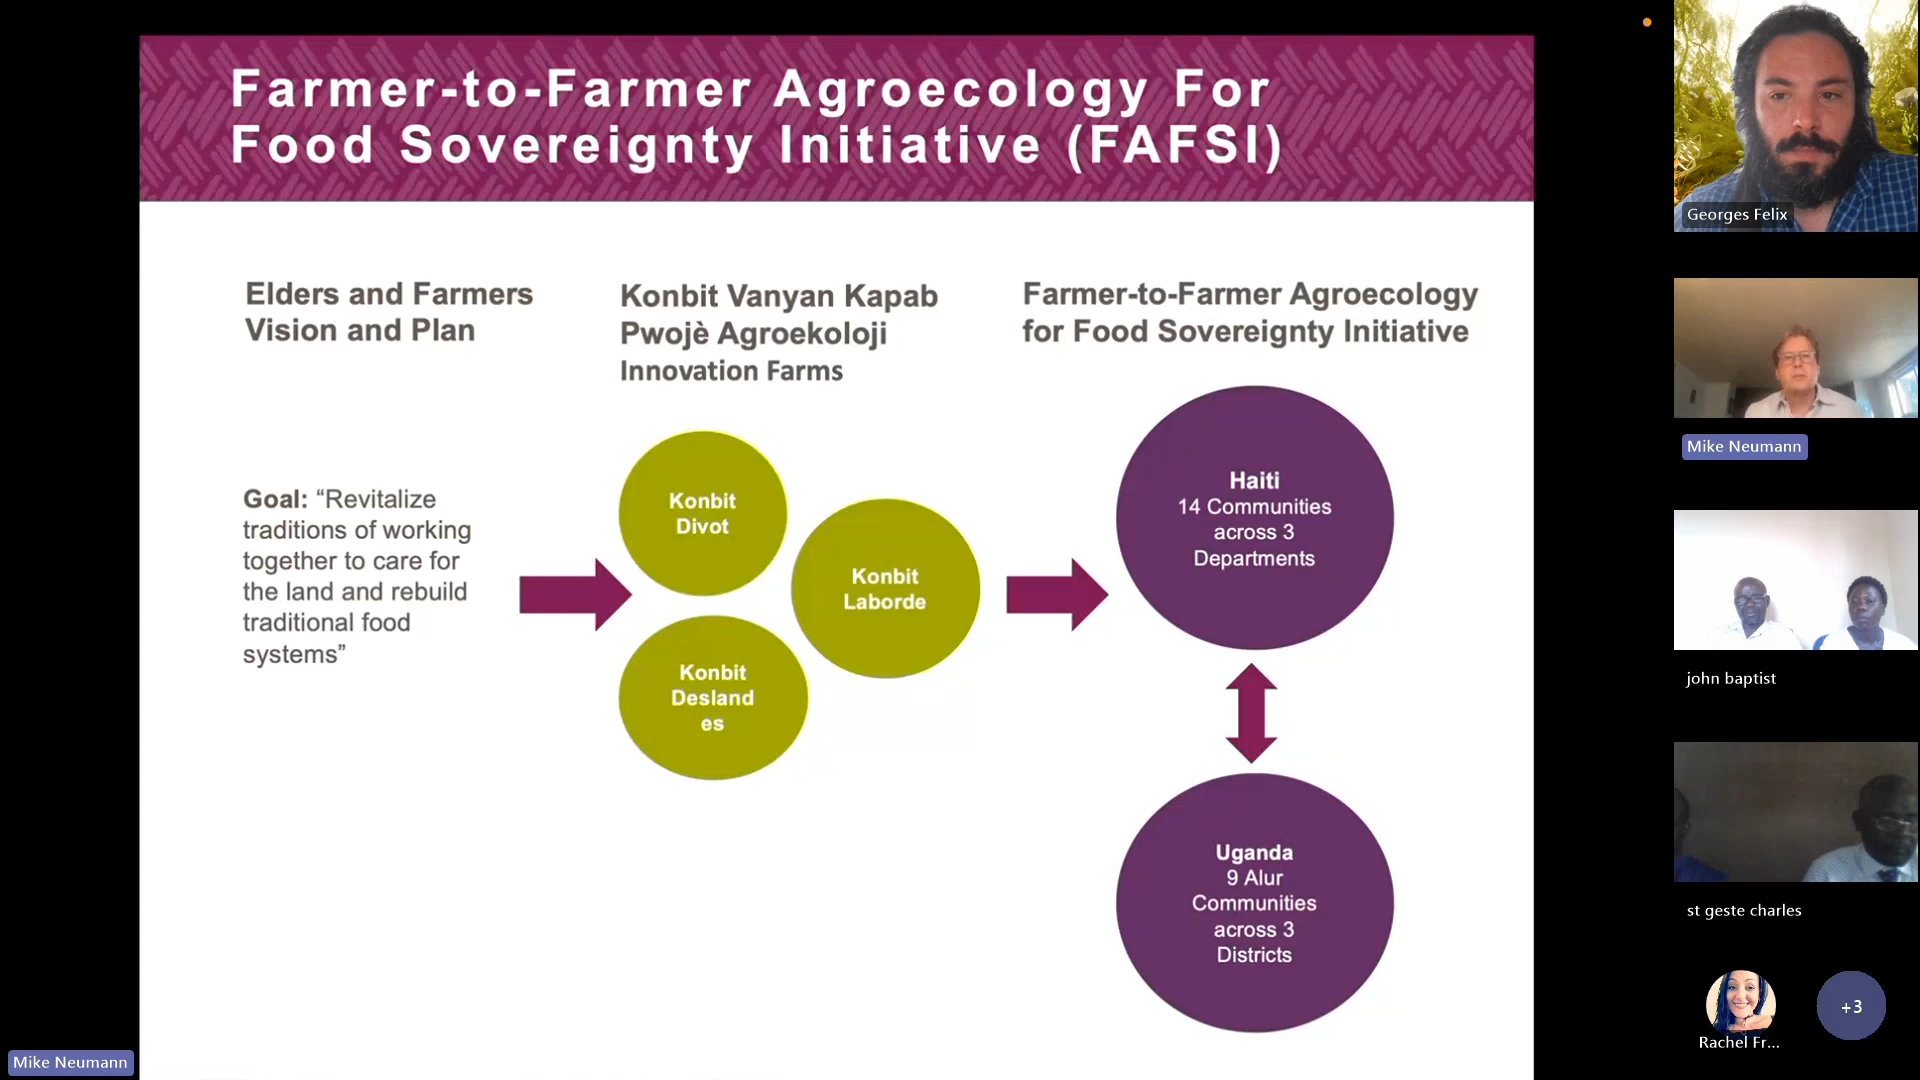 Farmer-to-Farmer Agroecology For
Food Sovereignty Initiative (FAFSI)
Elders and Farmers
Vision and Plan
Goal: “Revitalize
traditions of working
together to care for
the land and rebuild
traditional food
systems”
Konbit Vanyan Kapab
Pwojè Agroekoloji
Innovation Farms
Konbit
Divot
Konbit
Laborde
Konbit
Desland
es
Farmer-to-Farmer Agroecology
for Food Sovereignty Initiative
Haiti
14 Communities
across 3
Departments
Uganda
9 Alur
Communities
across 3
Districts
Georges Felix
Mike Neumann
john baptist
st geste charles
Rachel Fr...
+3
Mike Neumann